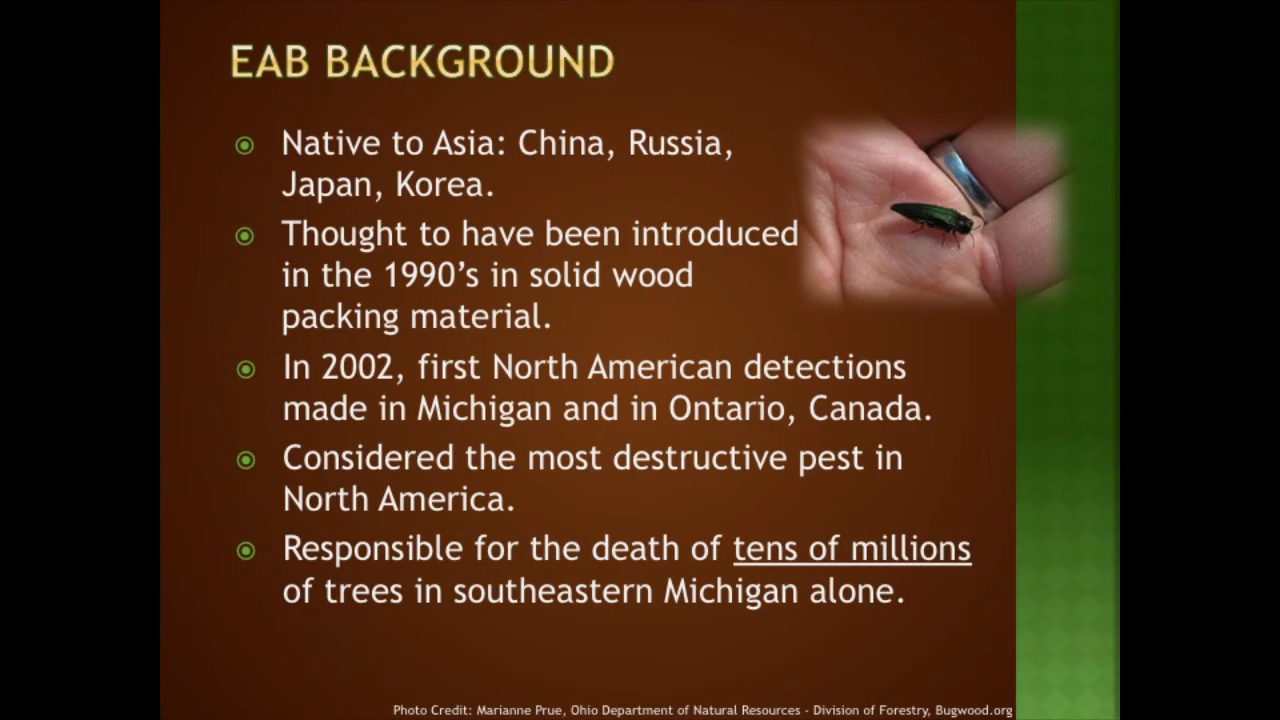 EAB BACKGROUND
Native to Asia: China, Russia,
Japan, Korea.
Thought to have been introduced
in the 1990’s in solid wood
packing material.
In 2002, first North American detections
made in Michigan and in Ontario, Canada.
Considered the most destructive pest in
North America.
Responsible for the death of tens of millions
of trees in southeastern Michigan alone.
Photo Credit: Marianne Prue, Ohio Department of Natural Resources - Division of Forestry, Bugwood.org